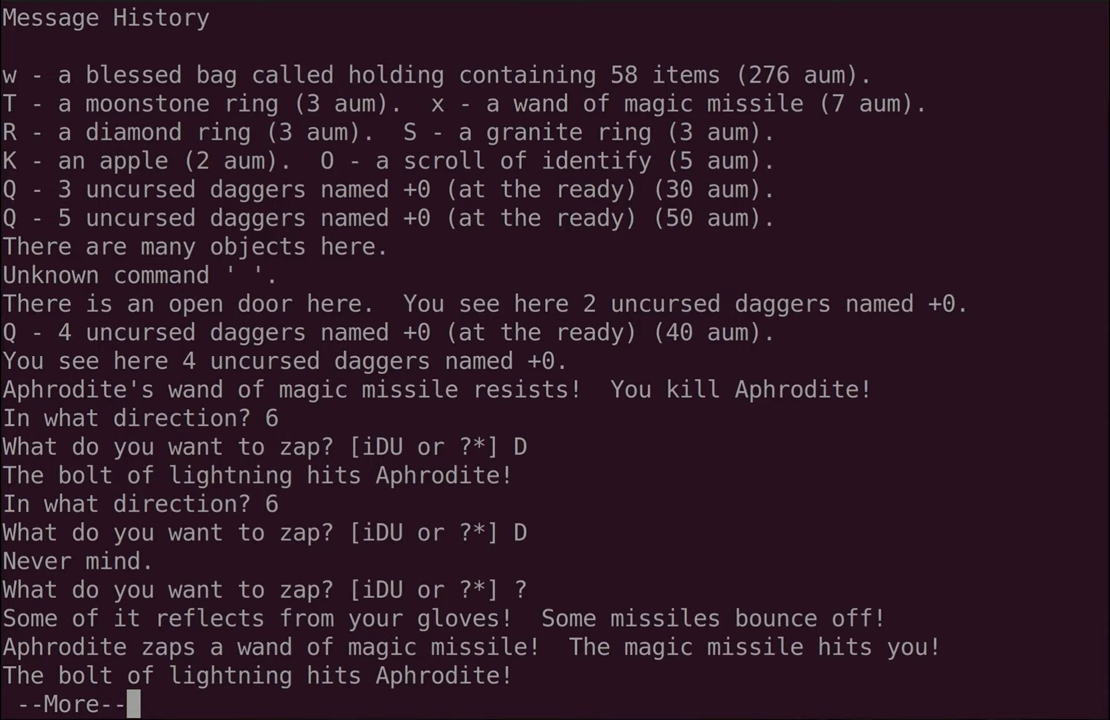 Message History
w - a blessed bag called holding containing 58 items (276 aum).
T - a moonstone ring (3 aum).  x - a wand of magic missile (7 aum).
R - a diamond ring (3 aum).  S - a granite ring (3 aum).
K - an apple (2 aum).  O - a scroll of identify (5 aum).
Q - 3 uncursed daggers named +0 (at the ready) (30 aum).
Q - 5 uncursed daggers named +0 (at the ready) (50 aum).
There are many objects here.
Unknown command ' '.
There is an open door here.  You see here 2 uncursed daggers named +0.
Q - 4 uncursed daggers named +0 (at the ready) (40 aum).
You see here 4 uncursed daggers named +0.
Aphrodite's wand of magic missile resists!  You kill Aphrodite!
In what direction? 6
What do you want to zap? [iDU or ?*] D
The bolt of lightning hits Aphrodite!
In what direction? 6
What do you want to zap? [iDU or ?*] D
Never mind.
What do you want to zap? [iDU or ?*] ?
Some of it reflects from your gloves!  Some missiles bounce off!
Aphrodite zaps a wand of magic missile!  The magic missile hits you!
The bolt of lightning hits Aphrodite!
--More--